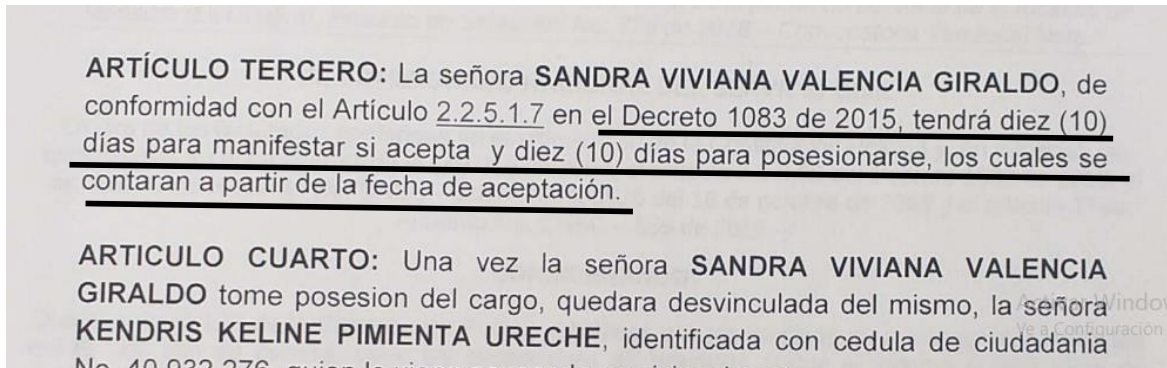 ARTÍCULO TERCERO: La señora SANDRA VIVIANA VALENCIA GIRALDO, de
conformidad con el Artículo 2.2.5.1.7 en el Decreto 1083 de 2015, tendrá diez (10)
días para manifestar si acepta y diez (10) días para posesionarse, los cuales se
contaran a partir de la fecha de aceptación.
ARTICULO CUARTO: Una vez la señora SANDRA VIVIANA VALENCIA
GIRALDO tome posesion del cargo, quedara desvinculada del mismo, la señora
KENDRIS KELINE PIMIENTA URECHE, identificada con cedula de ciudadania
No. 40.932.276